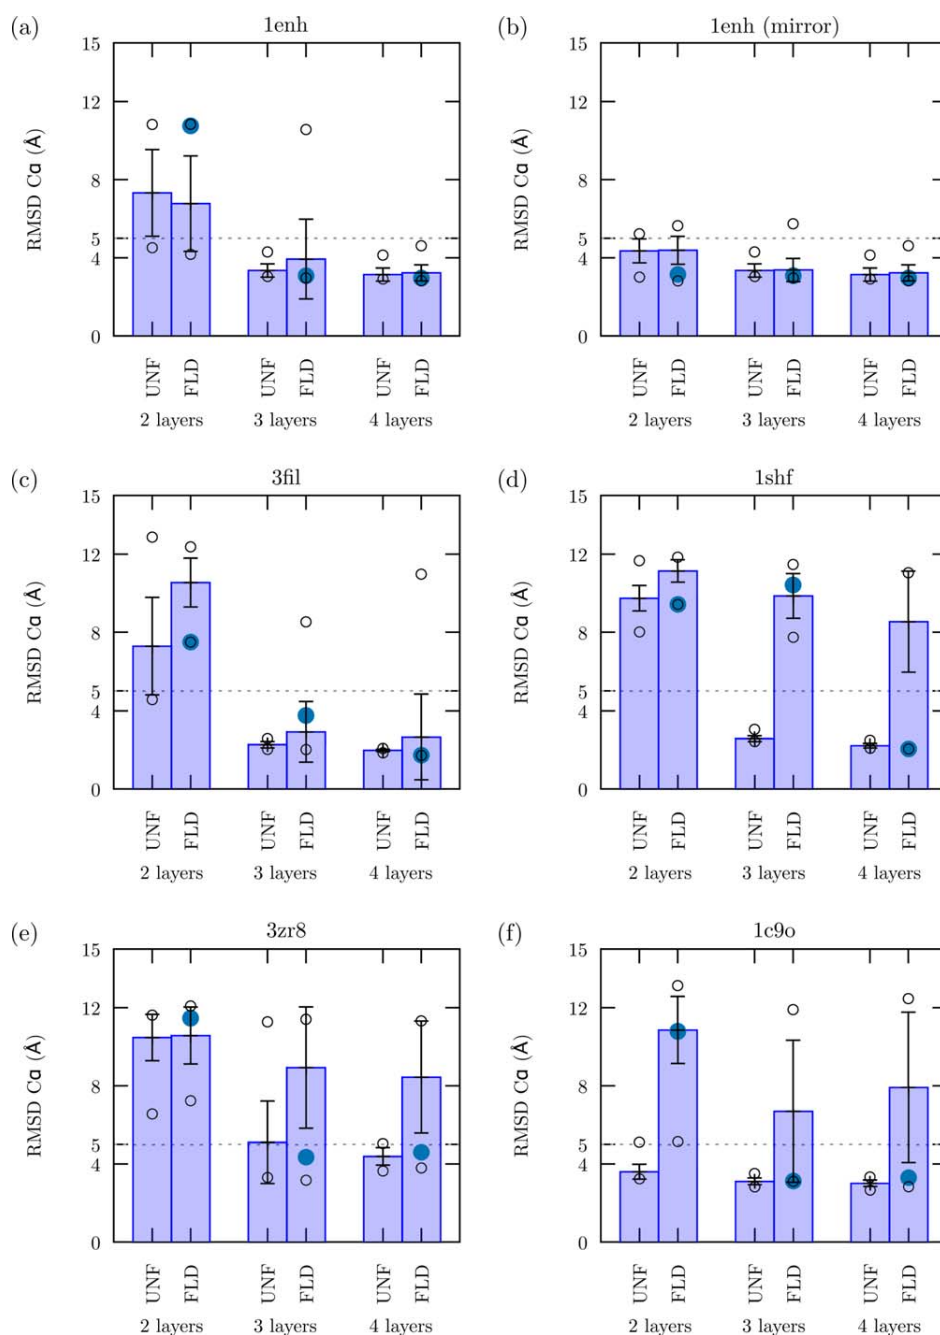 (a) 1enh
15
12
8
5
4
0
RMSD Cα (Å)
UNF FLD UNF FLD UNF FLD
2 layers 3 layers 4 layers
(b) 1enh (mirror)
15
12
8
5
4
0
RMSD Cα (Å)
UNF FLD UNF FLD UNF FLD
2 layers 3 layers 4 layers
(c) 3fil
15
12
8
5
4
0
RMSD Cα (Å)
UNF FLD UNF FLD UNF FLD
2 layers 3 layers 4 layers
(d) 1shf
15
12
8
5
4
0
RMSD Cα (Å)
UNF FLD UNF FLD UNF FLD
2 layers 3 layers 4 layers
(e) 3zr8
15
12
8
5
4
0
RMSD Cα (Å)
UNF FLD UNF FLD UNF FLD
2 layers 3 layers 4 layers
(f) 1c9o
15
12
8
5
4
0
RMSD Cα (Å)
UNF FLD UNF FLD UNF FLD
2 layers 3 layers 4 layers